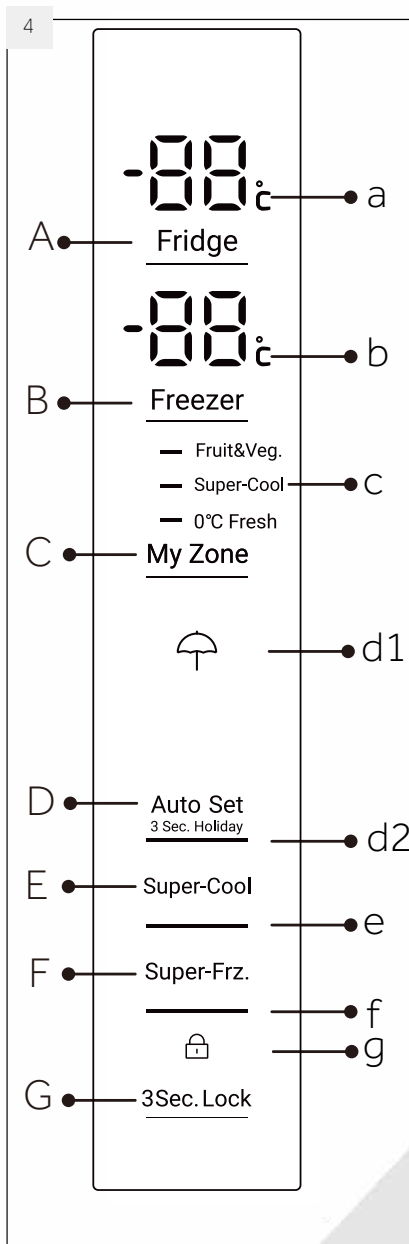 4
-88°C a
A Fridge
-88°C b
B Freezer
Fruit&Veg.
Super-Cool c
0°C Fresh
C My Zone
d1
D Auto Set
3 Sec. Holiday
d2
E Super-Cool
e
F Super-Frz.
f
g
G 3Sec.Lock